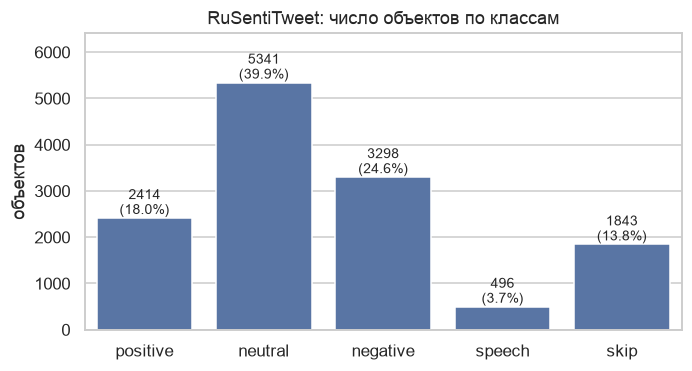 RuSentiTweet: число объектов по классам
объектов
6000
5000
4000
3000
2000
1000
0
2414
(18.0%)
5341
(39.9%)
3298
(24.6%)
496
(3.7%)
1843
(13.8%)
positive
neutral
negative
speech
skip